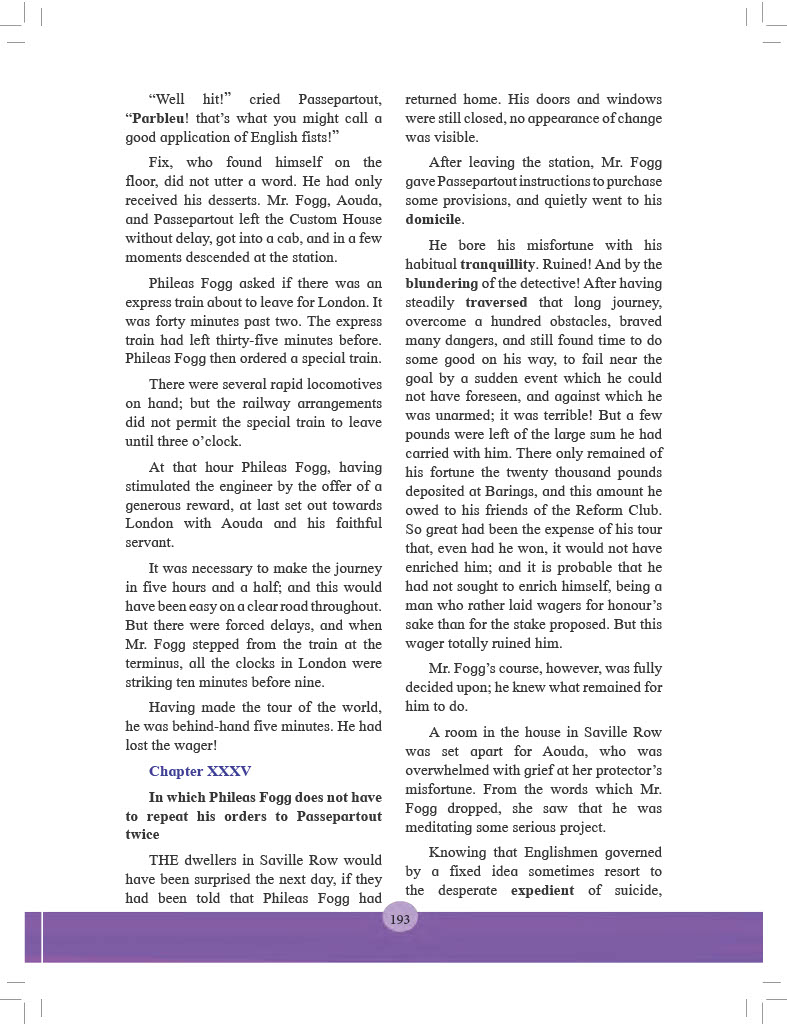 “Well hit!” cried Passepartout,
“Parbleu! that’s what you might call a
good application of English fists!”
Fix, who found himself on the
floor, did not utter a word. He had only
received his desserts. Mr. Fogg, Aouda,
and Passepartout left the Custom House
without delay, got into a cab, and in a few
moments descended at the station.
Phileas Fogg asked if there was an
express train about to leave for London. It
was forty minutes past two. The express
train had left thirty-five minutes before.
Phileas Fogg then ordered a special train.
There were several rapid locomotives
on hand; but the railway arrangements
did not permit the special train to leave
until three o’clock.
At that hour Phileas Fogg, having
stimulated the engineer by the offer of a
generous reward, at last set out towards
London with Aouda and his faithful
servant.
It was necessary to make the journey
in five hours and a half; and this would
have been easy on a clear road throughout.
But there were forced delays, and when
Mr. Fogg stepped from the train at the
terminus, all the clocks in London were
striking ten minutes before nine.
Having made the tour of the world,
he was behind-hand five minutes. He had
lost the wager!
Chapter XXXV
In which Phileas Fogg does not have
to repeat his orders to Passepartout
twice
THE dwellers in Saville Row would
have been surprised the next day, if they
had been told that Phileas Fogg had
returned home. His doors and windows
were still closed, no appearance of change
was visible.
After leaving the station, Mr. Fogg
gave Passepartout instructions to purchase
some provisions, and quietly went to his
domicile.
He bore his misfortune with his
habitual tranquillity. Ruined! And by the
blundering of the detective! After having
steadily traversed that long journey,
overcome a hundred obstacles, braved
many dangers, and still found time to do
some good on his way, to fail near the
goal by a sudden event which he could
not have foreseen, and against which he
was unarmed; it was terrible! But a few
pounds were left of the large sum he had
carried with him. There only remained of
his fortune the twenty thousand pounds
deposited at Barings, and this amount he
owed to his friends of the Reform Club.
So great had been the expense of his tour
that, even had he won, it would not have
enriched him; and it is probable that he
had not sought to enrich himself, being a
man who rather laid wagers for honour’s
sake than for the stake proposed. But this
wager totally ruined him.
Mr. Fogg’s course, however, was fully
decided upon; he knew what remained for
him to do.
A room in the house in Saville Row
was set apart for Aouda, who was
overwhelmed with grief at her protector’s
misfortune. From the words which Mr.
Fogg dropped, she saw that he was
meditating some serious project.
Knowing that Englishmen governed
by a fixed idea sometimes resort to
the desperate expedient of suicide,
193